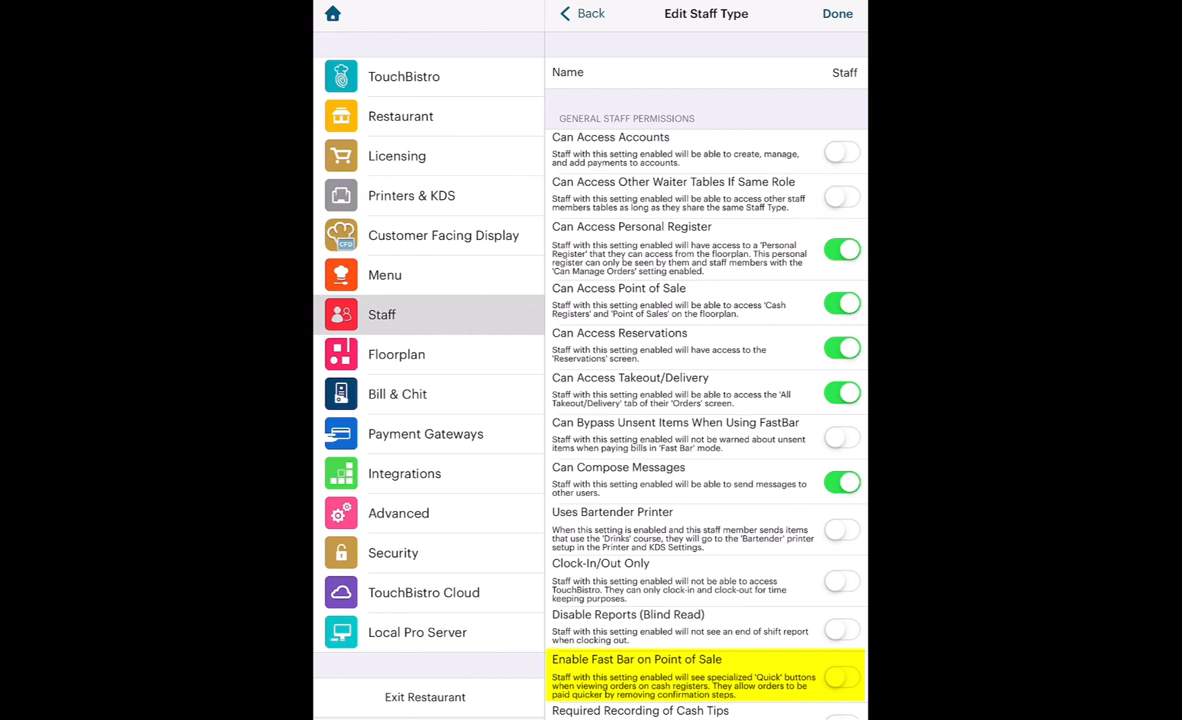 Back
Edit Staff Type
Done
TouchBistro
Restaurant
Licensing
Printers & KDS
CFD
Customer Facing Display
Menu
Staff
Floorplan
Bill & Chit
Payment Gateways
Integrations
Advanced
Security
TouchBistro Cloud
Local Pro Server
Exit Restaurant
Name
Staff
GENERAL STAFF PERMISSIONS
Can Access Accounts
Staff with this setting enabled will be able to create, manage,
and add payments to accounts.
Can Access Other Waiter Tables If Same Role
Staff with this setting enabled will be able to access other staff
members tables as long as they share the same Staff Type.
Can Access Personal Register
Staff with this setting enabled will have access to a 'Personal
Register' that they can access from the floorplan. This personal
register can only be seen by them and staff members with the
'Can Manage Orders' setting enabled.
Can Access Point of Sale
Staff with this setting enabled will be able to access 'Cash
Registers' and 'Point of Sales' on the floorplan.
Can Access Reservations
Staff with this setting enabled will have access to the
'Reservations' screen.
Can Access Takeout/Delivery
Staff with this setting enabled will be able to access the 'All
Takeout/Delivery' tab of their 'Orders' screen.
Can Bypass Unsent Items When Using FastBar
Staff with this setting enabled will not be warned about unsent
items when paying bills in 'Fast Bar' mode.
Can Compose Messages
Staff with this setting enabled will be able to send messages to
other users.
Uses Bartender Printer
When this setting is enabled and this staff member sends items
that use the 'Drinks' course, they will go to the 'Bartender' printer
setup in the Printer and KDS Settings.
Clock-In/Out Only
Staff with this setting enabled will not be able to access
TouchBistro. They can only clock-in and clock-out for time
keeping purposes.
Disable Reports (Blind Read)
Staff with this setting enabled will not see an end of shift report
when clocking out.
Enable Fast Bar on Point of Sale
Staff with this setting enabled will see specialized 'Quick' buttons
when viewing orders on cash registers. They allow orders to be
paid quicker by removing confirmation steps.
Required Recording of Cash Tips